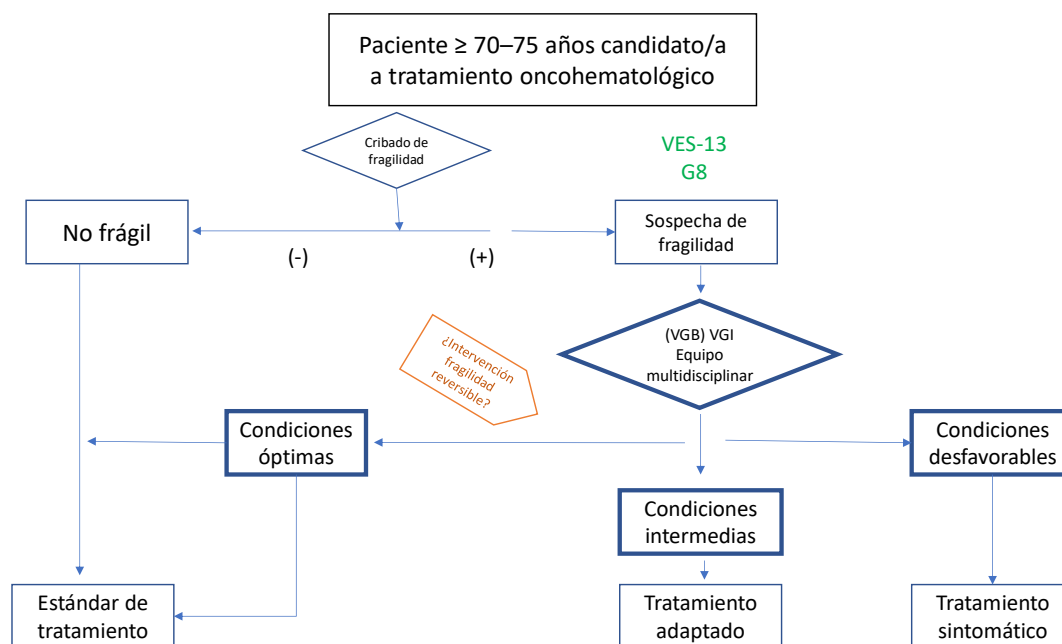 Paciente ≥ 70–75 años candidato/a
a tratamiento oncohematológico
Cribado de
fragilidad
VES-13
G8
No frágil
Sospecha de
fragilidad
(-)
(+)
(VGB) VGI
Equipo
multidisciplinar
¿Intervención
fragilidad
reversible?
Condiciones
óptimas
Condiciones
desfavorables
Condiciones
intermedias
Estándar de
tratamiento
Tratamiento
adaptado
Tratamiento
sintomático